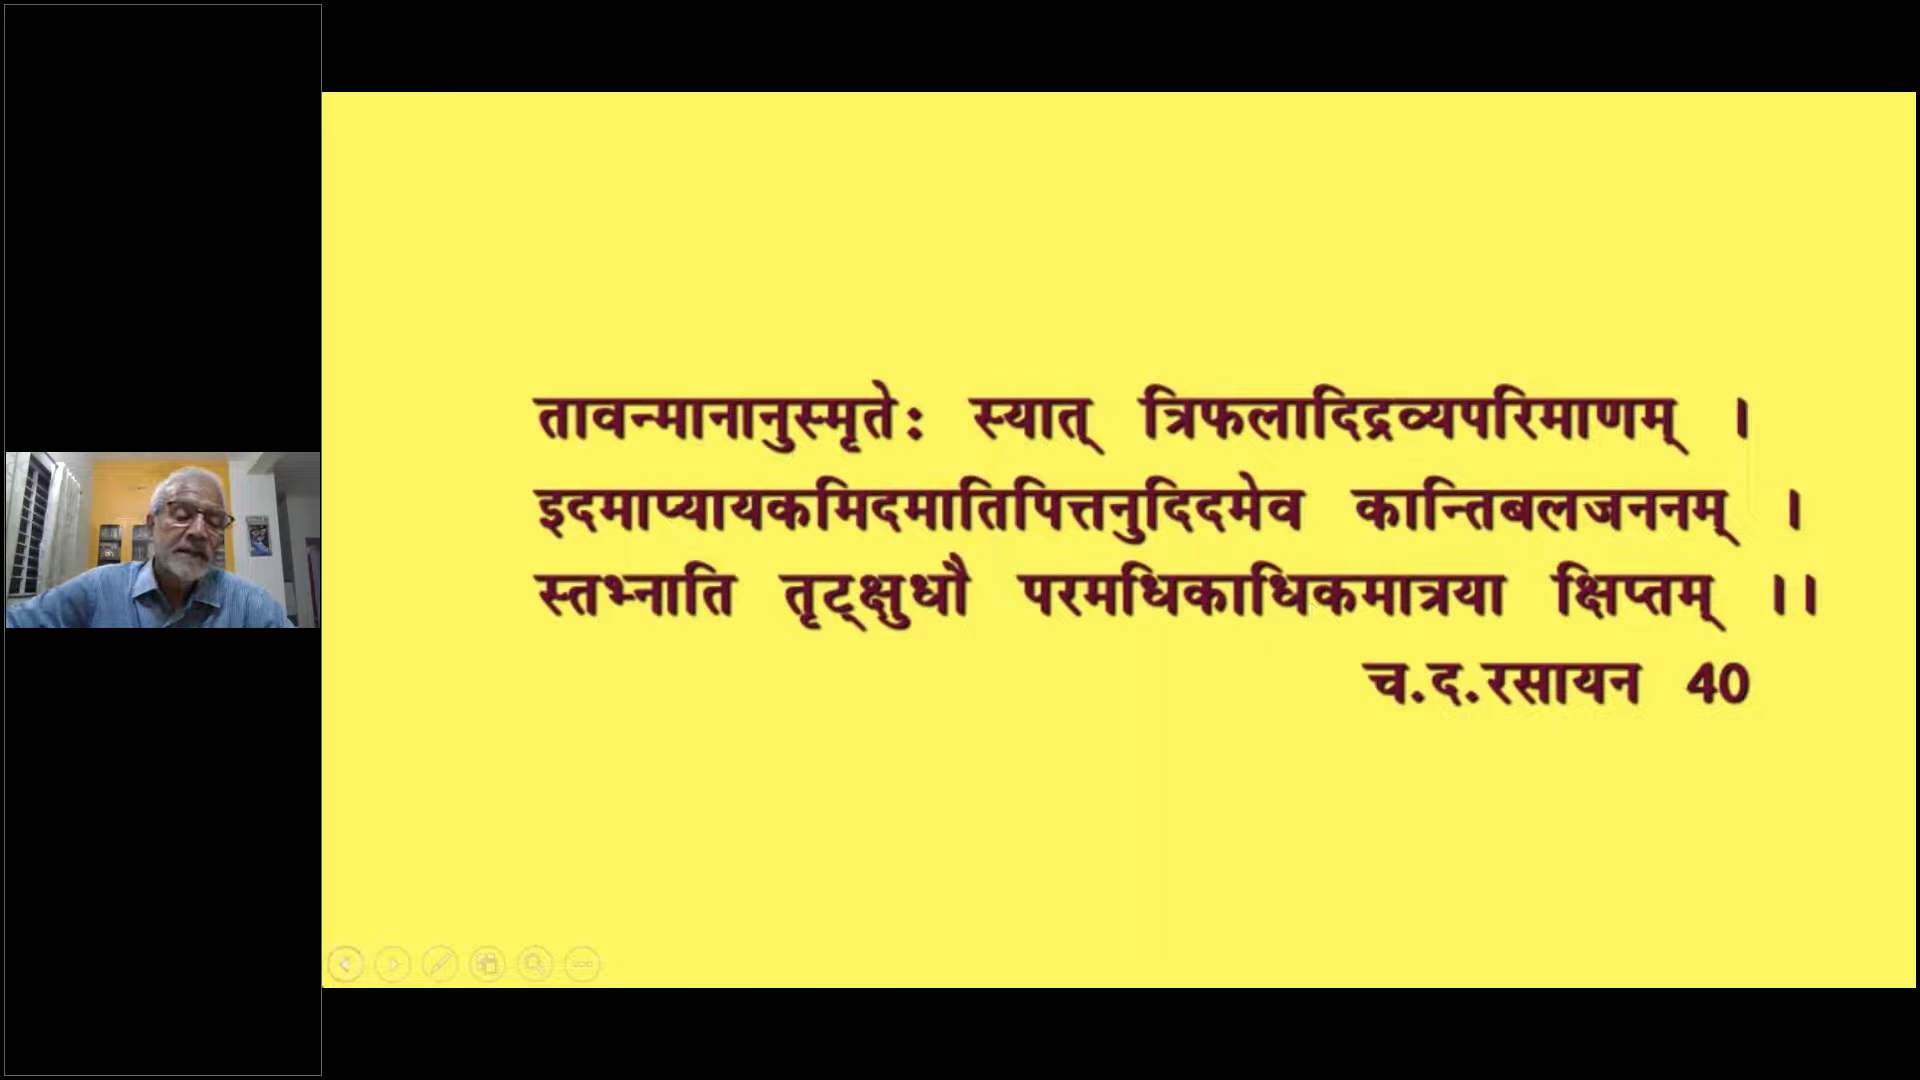 तावन्मानानुस्मृते: स्यात् त्रिफलादिद्रव्यपरिमाणम् ।
इदमाप्यायकमिदमातिपित्तनुदिदमेव कान्तिबलजननम् ।
स्तभ्नाति तृट्क्षुधौ परमधिकाधिकमात्रया क्षिप्तम् ।।
च.द.रसायन 40